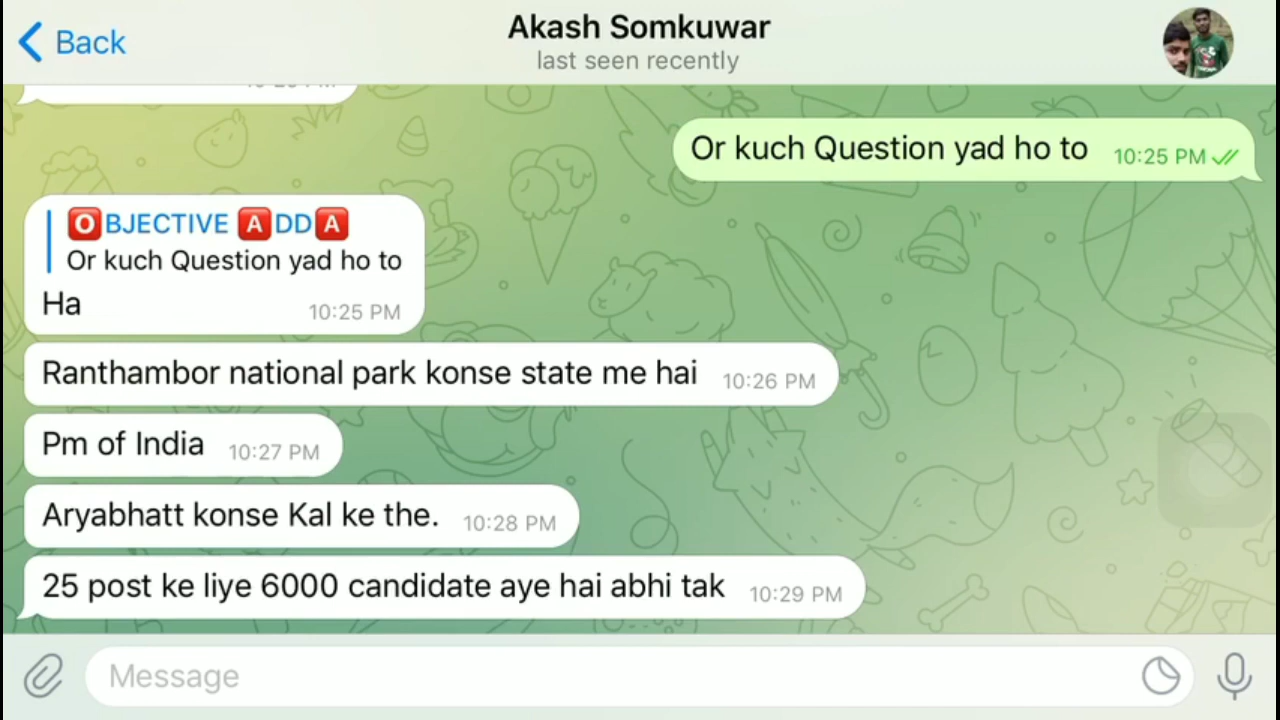 Back
Akash Somkuwar
last seen recently
Or kuch Question yad ho to 10:25 PM
🅾️BJECTIVE 🅰️DD🅰️
Or kuch Question yad ho to
Ha 10:25 PM
Ranthambor national park konse state me hai 10:26 PM
Pm of India 10:27 PM
Aryabhatt konse Kal ke the. 10:28 PM
25 post ke liye 6000 candidate aye hai abhi tak 10:29 PM
Message